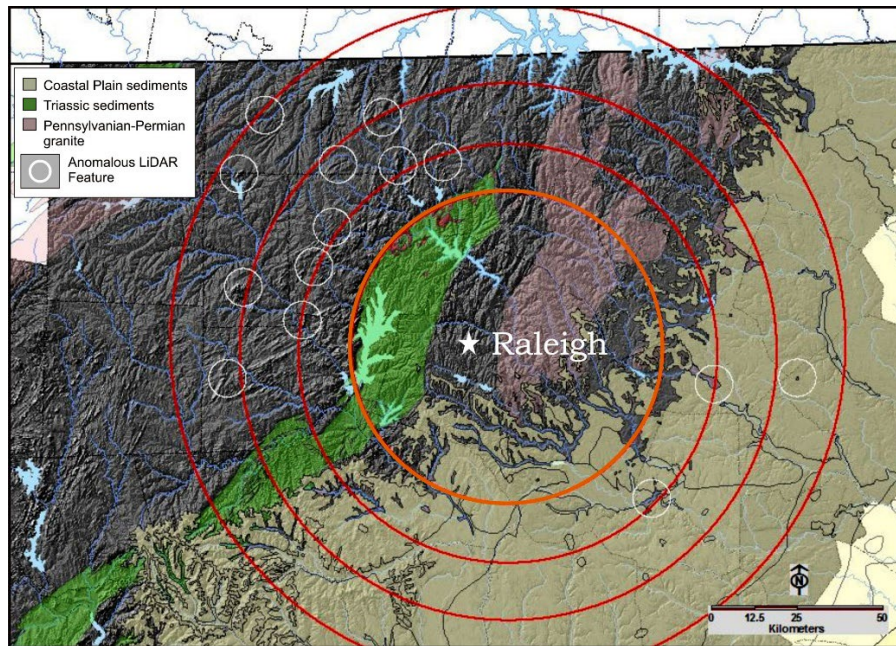 Coastal Plain sediments
Triassic sediments
Pennsylvanian-Permian
granite
Anomalous LiDAR
Feature
Raleigh
N
0 12.5 25 50
Kilometers